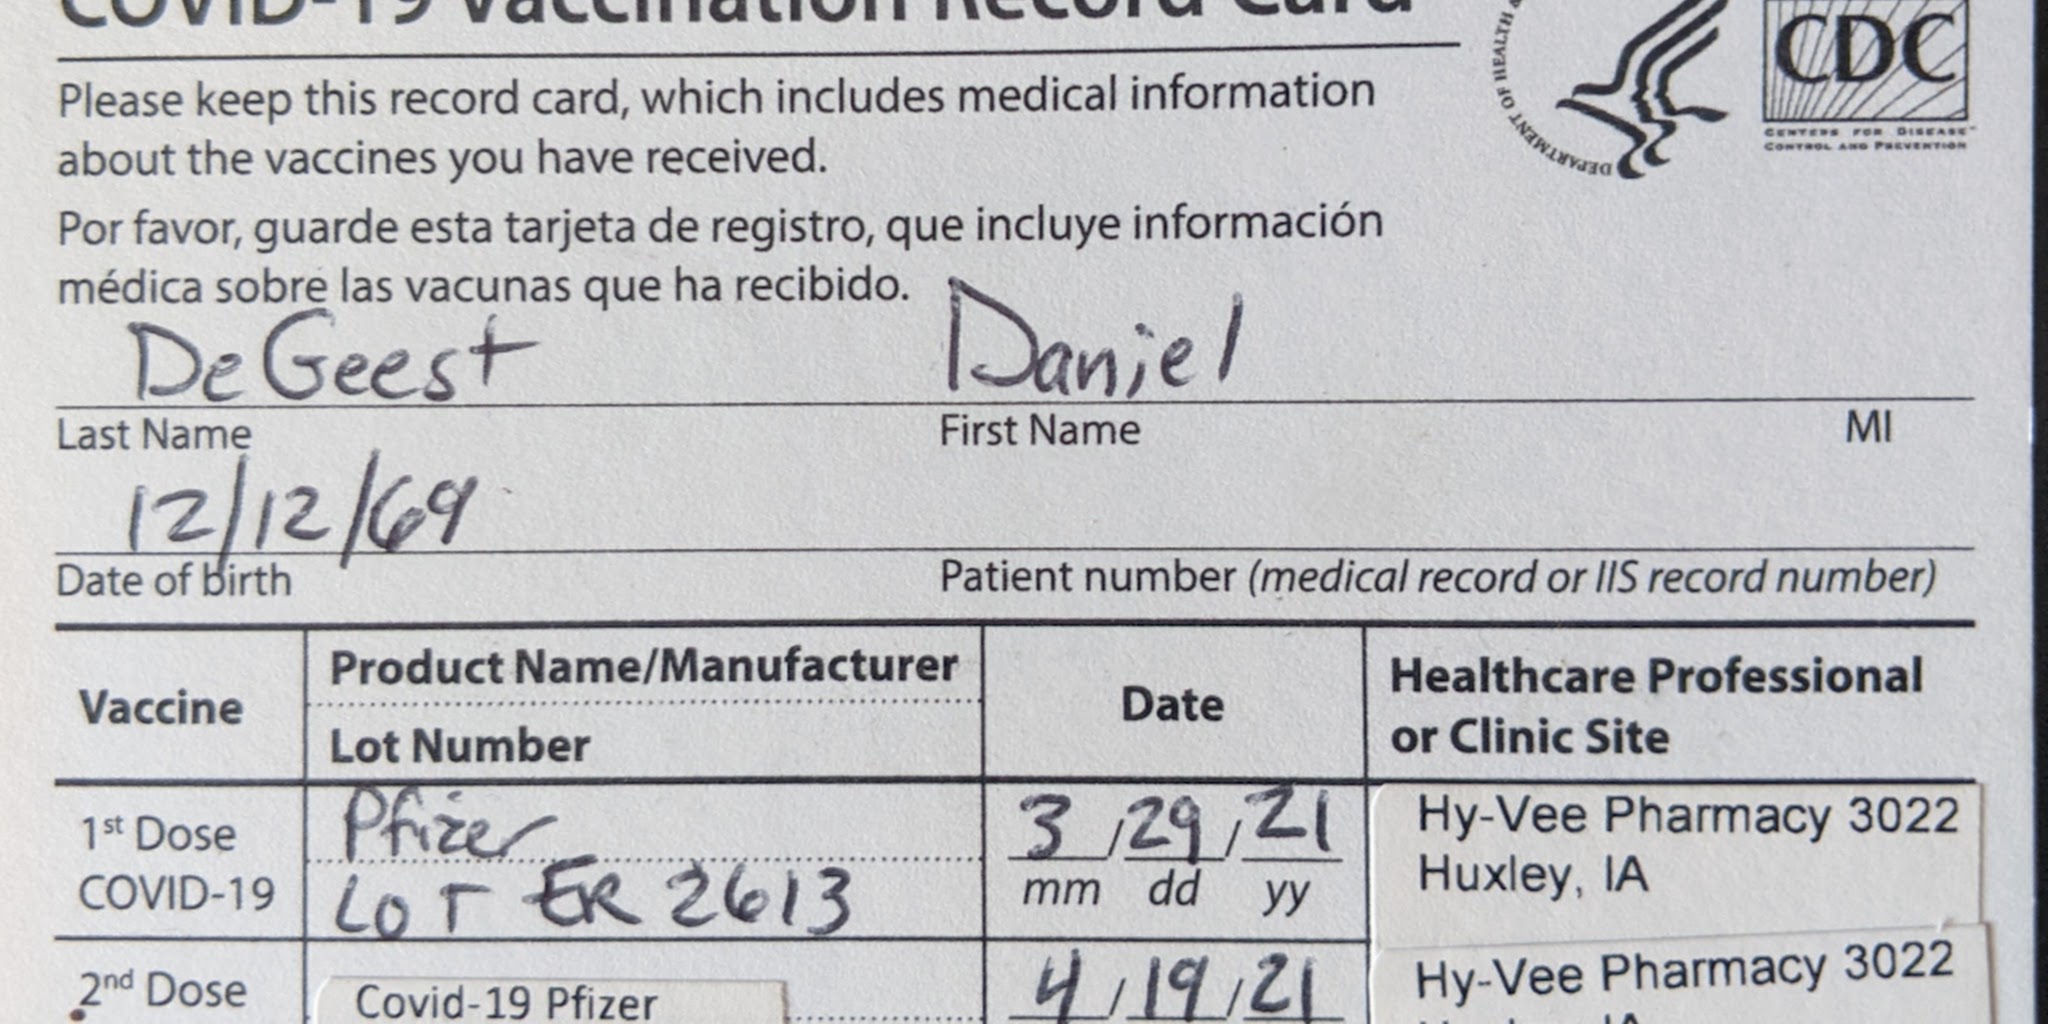 COVID-19 Vaccination Record Card
DEPARTMENT OF HEALTH &
CDC
CENTERS FOR DISEASE™
CONTROL AND PREVENTION
Please keep this record card, which includes medical information
about the vaccines you have received.
Por favor, guarde esta tarjeta de registro, que incluye información
médica sobre las vacunas que ha recibido.
DeGeest Daniel
Last Name First Name MI
12/12/69
Date of birth Patient number (medical record or IIS record number)
Vaccine
Product Name/Manufacturer
Lot Number
Date
Healthcare Professional
or Clinic Site
1st Dose
COVID-19
Pfizer
LOT ER 2613
3/29/21
mm dd yy
Hy-Vee Pharmacy 3022
Huxley, IA
2nd Dose
Covid-19 Pfizer
4/19/21
Hy-Vee Pharmacy 3022